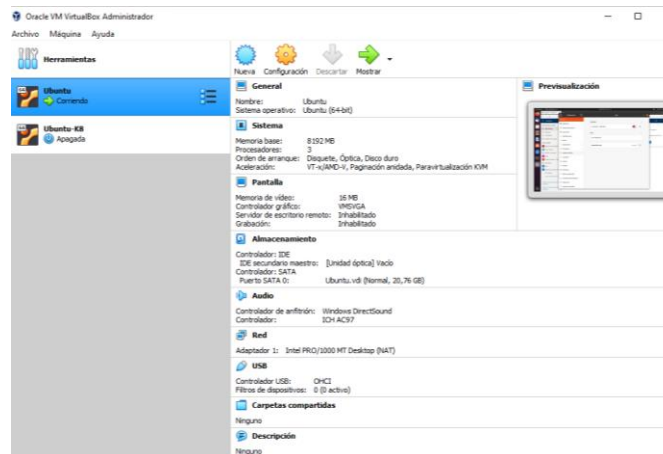 Oracle VM VirtualBox Administrador
Archivo Máquina Ayuda
Herramientas
Nueva Configuración Descartar Mostrar
Ubuntu
Corriendo
Ubuntu-K8
Apagada
General
Nombre: Ubuntu
Sistema operativo: Ubuntu (64-bit)
Previsualización
Sistema
Memoria base: 8192 MB
Procesadores: 3
Orden de arranque: Disquete, Óptica, Disco duro
Aceleración: VT-x/AMD-V, Paginación anidada, Paravirtualización KVM
Pantalla
Memoria de vídeo: 16 MB
Controlador gráfico: VMSVGA
Servidor de escritorio remoto: Inhabilitado
Grabación: Inhabilitado
Almacenamiento
Controlador: IDE
IDE secundario maestro: [Unidad óptica] Vacío
Controlador: SATA
Puerto SATA 0: Ubuntu.vdi (Normal, 20,76 GB)
Audio
Controlador de anfitrión: Windows DirectSound
Controlador: ICH AC97
Red
Adaptador 1: Intel PRO/1000 MT Desktop (NAT)
USB
Controlador USB: OHCI
Filtros de dispositivos: 0 (0 activo)
Carpetas compartidas
Ninguno
Descripción
Ninguno